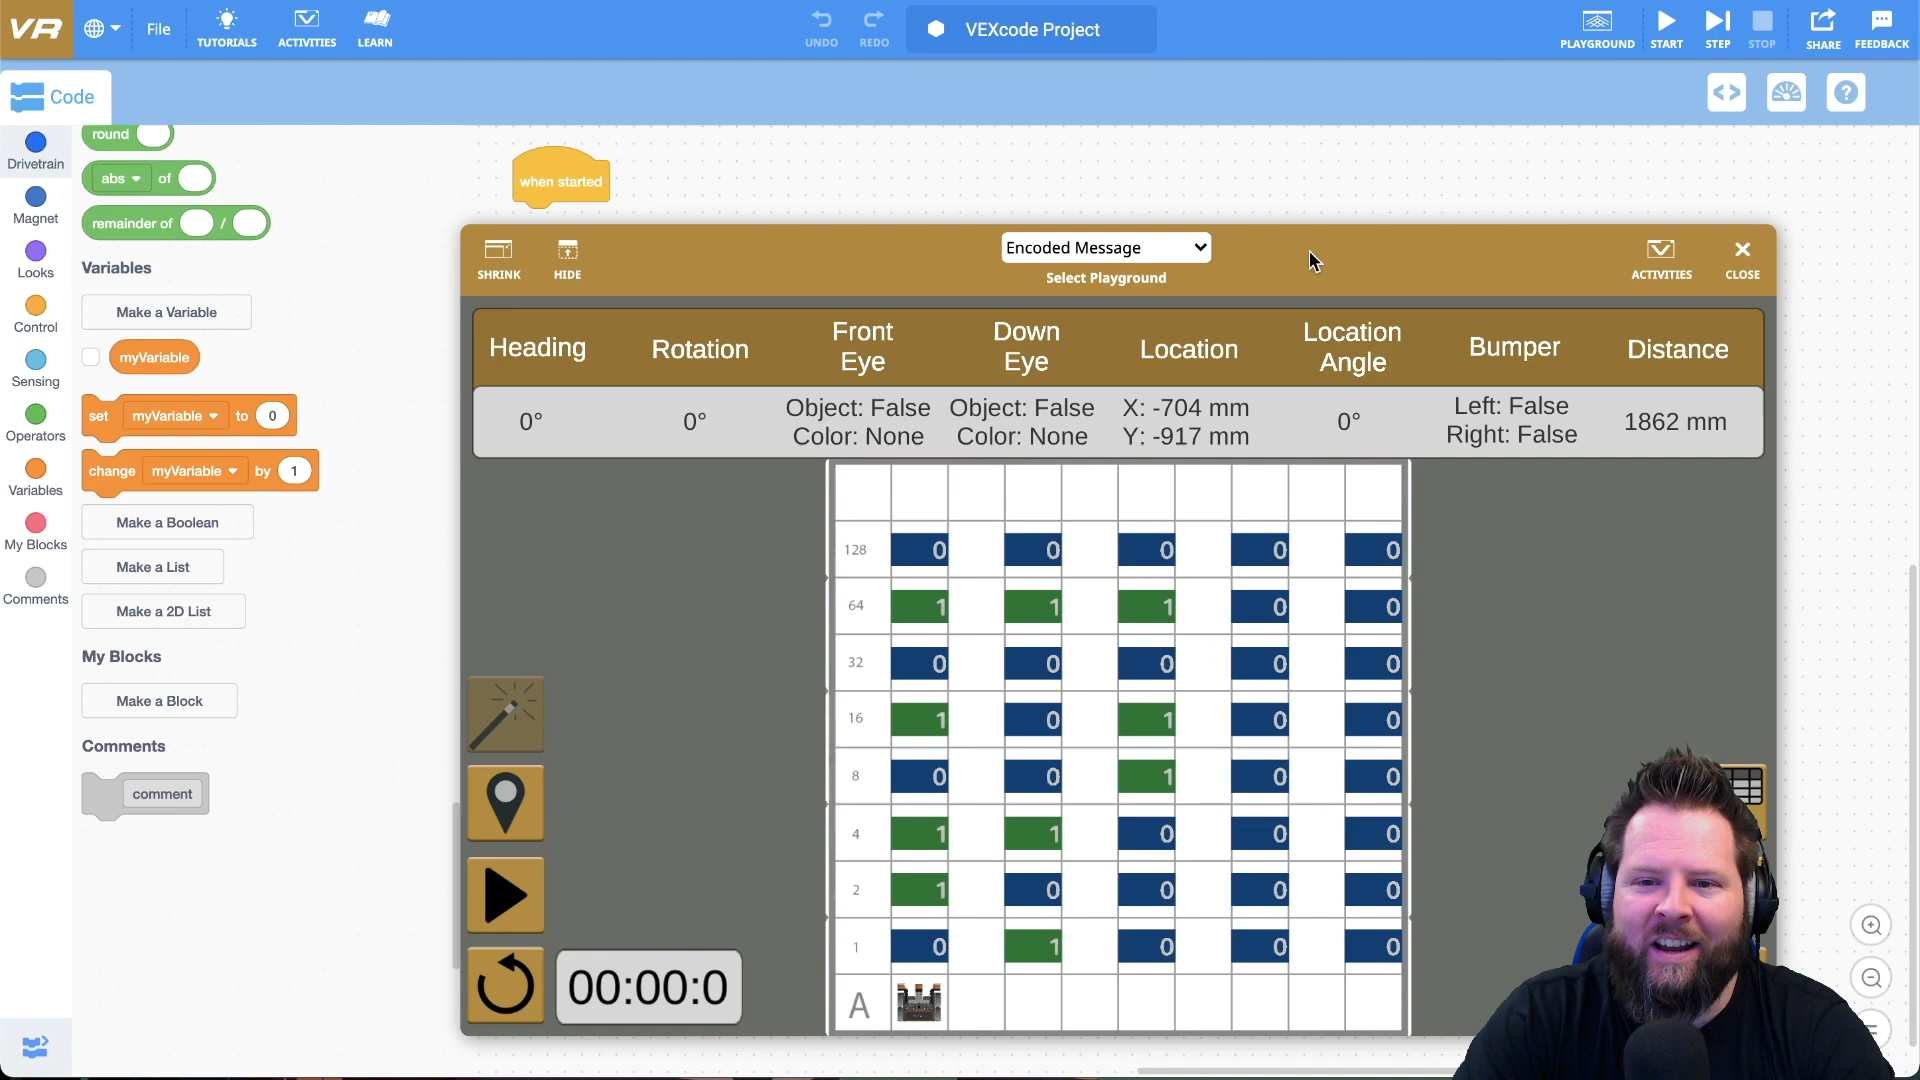 VR
File
TUTORIALS
ACTIVITIES
LEARN
UNDO
REDO
VEXcode Project
PLAYGROUND
START
STEP
STOP
SHARE
FEEDBACK
Code
Drivetrain
Magnet
Looks
Control
Sensing
Operators
Variables
My Blocks
Comments
round
abs of
remainder of /
Variables
Make a Variable
myVariable
set myVariable to 0
change myVariable by 1
Make a Boolean
Make a List
Make a 2D List
My Blocks
Make a Block
Comments
comment
when started
SHRINK
HIDE
Encoded Message
Select Playground
ACTIVITIES
CLOSE
Heading Rotation Front Eye Down Eye Location Location Angle Bumper Distance
0° 0° Object: False Object: False X: -704 mm 0° Left: False 1862 mm
Color: None Color: None Y: -917 mm Right: False
128 0 0 0 0 0
64 1 1 1 0 0
32 0 0 0 0 0
16 1 0 1 0 0
8 0 0 1 0 0
4 1 1 0 0 0
2 1 0 0 0 0
1 0 1 0 0 0
A
00:00:0